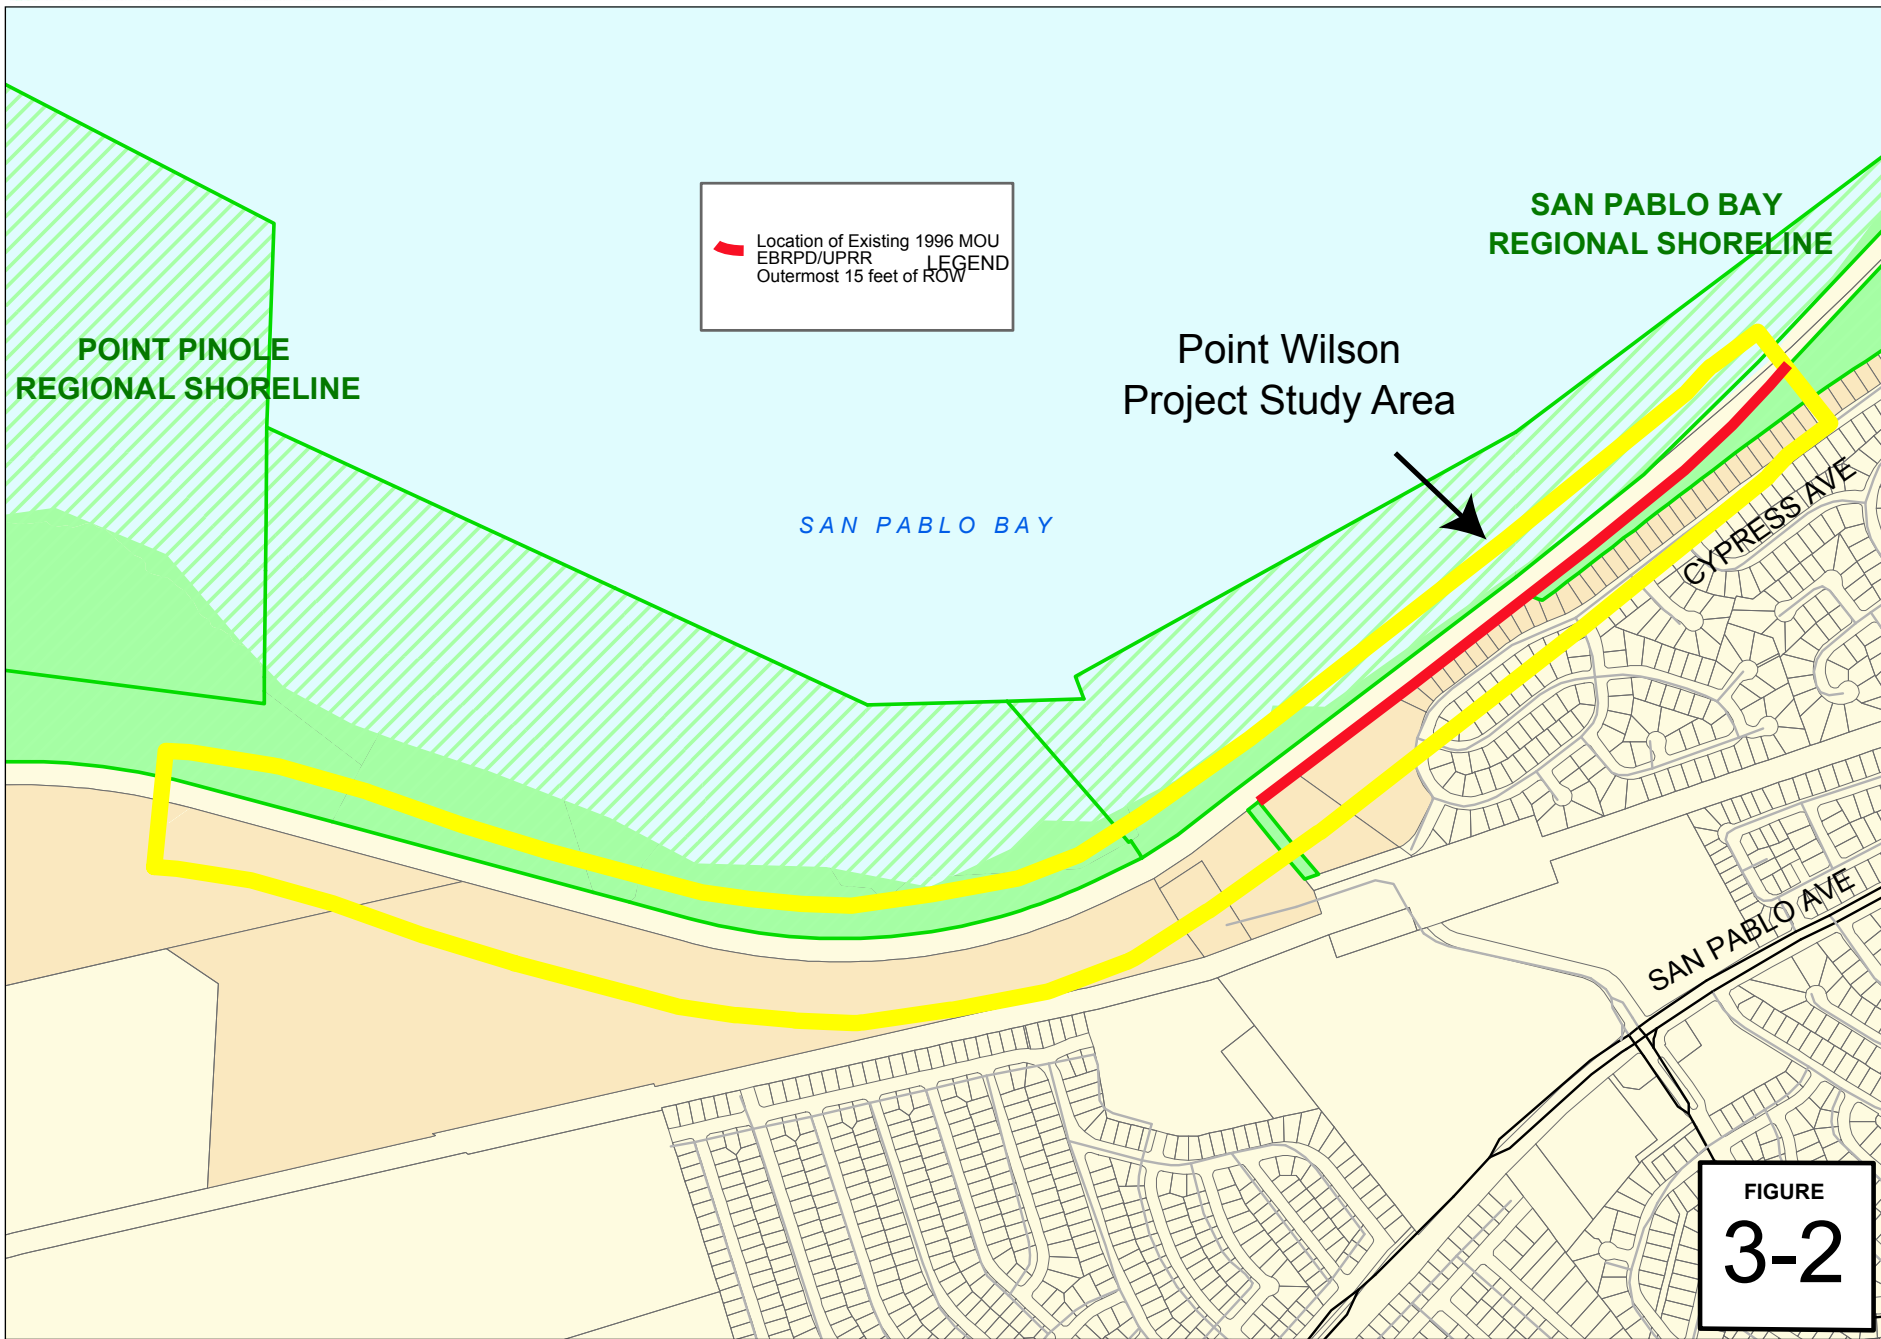 SAN PABLO BAY
REGIONAL SHORELINE
Location of Existing 1996 MOU
EBRPD/UPRR
LEGEND
Outermost 15 feet of ROW
POINT PINOLE
REGIONAL SHORELINE
Point Wilson
Project Study Area
SAN PABLO BAY
CYPRESS AVE
SAN PABLO AVE
FIGURE
3-2